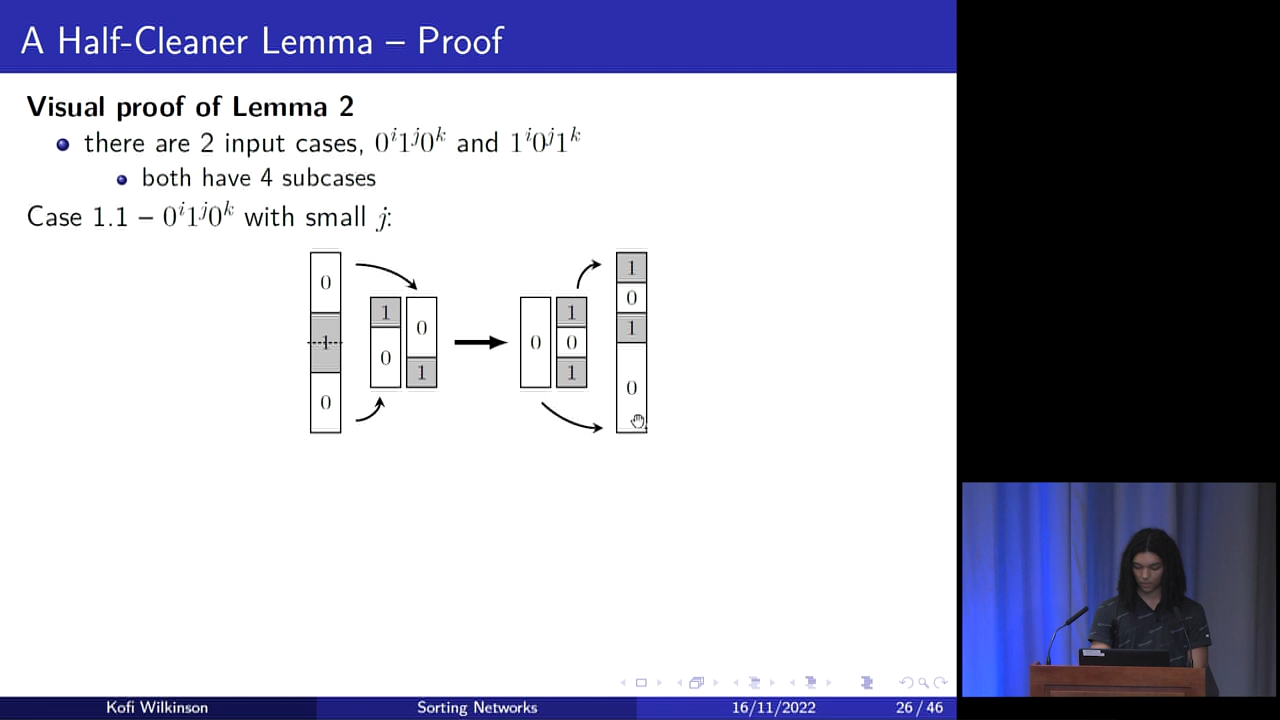 A Half-Cleaner Lemma – Proof
Visual proof of Lemma 2
there are 2 input cases, 0^i1^j0^k and 1^i0^j1^k
both have 4 subcases
Case 1.1 – 0^i1^j0^k with small j:
0
1
0
1
0
0
1
0
1
0
1
1
0
1
0
Kofi Wilkinson
Sorting Networks
16/11/2022
26 / 46